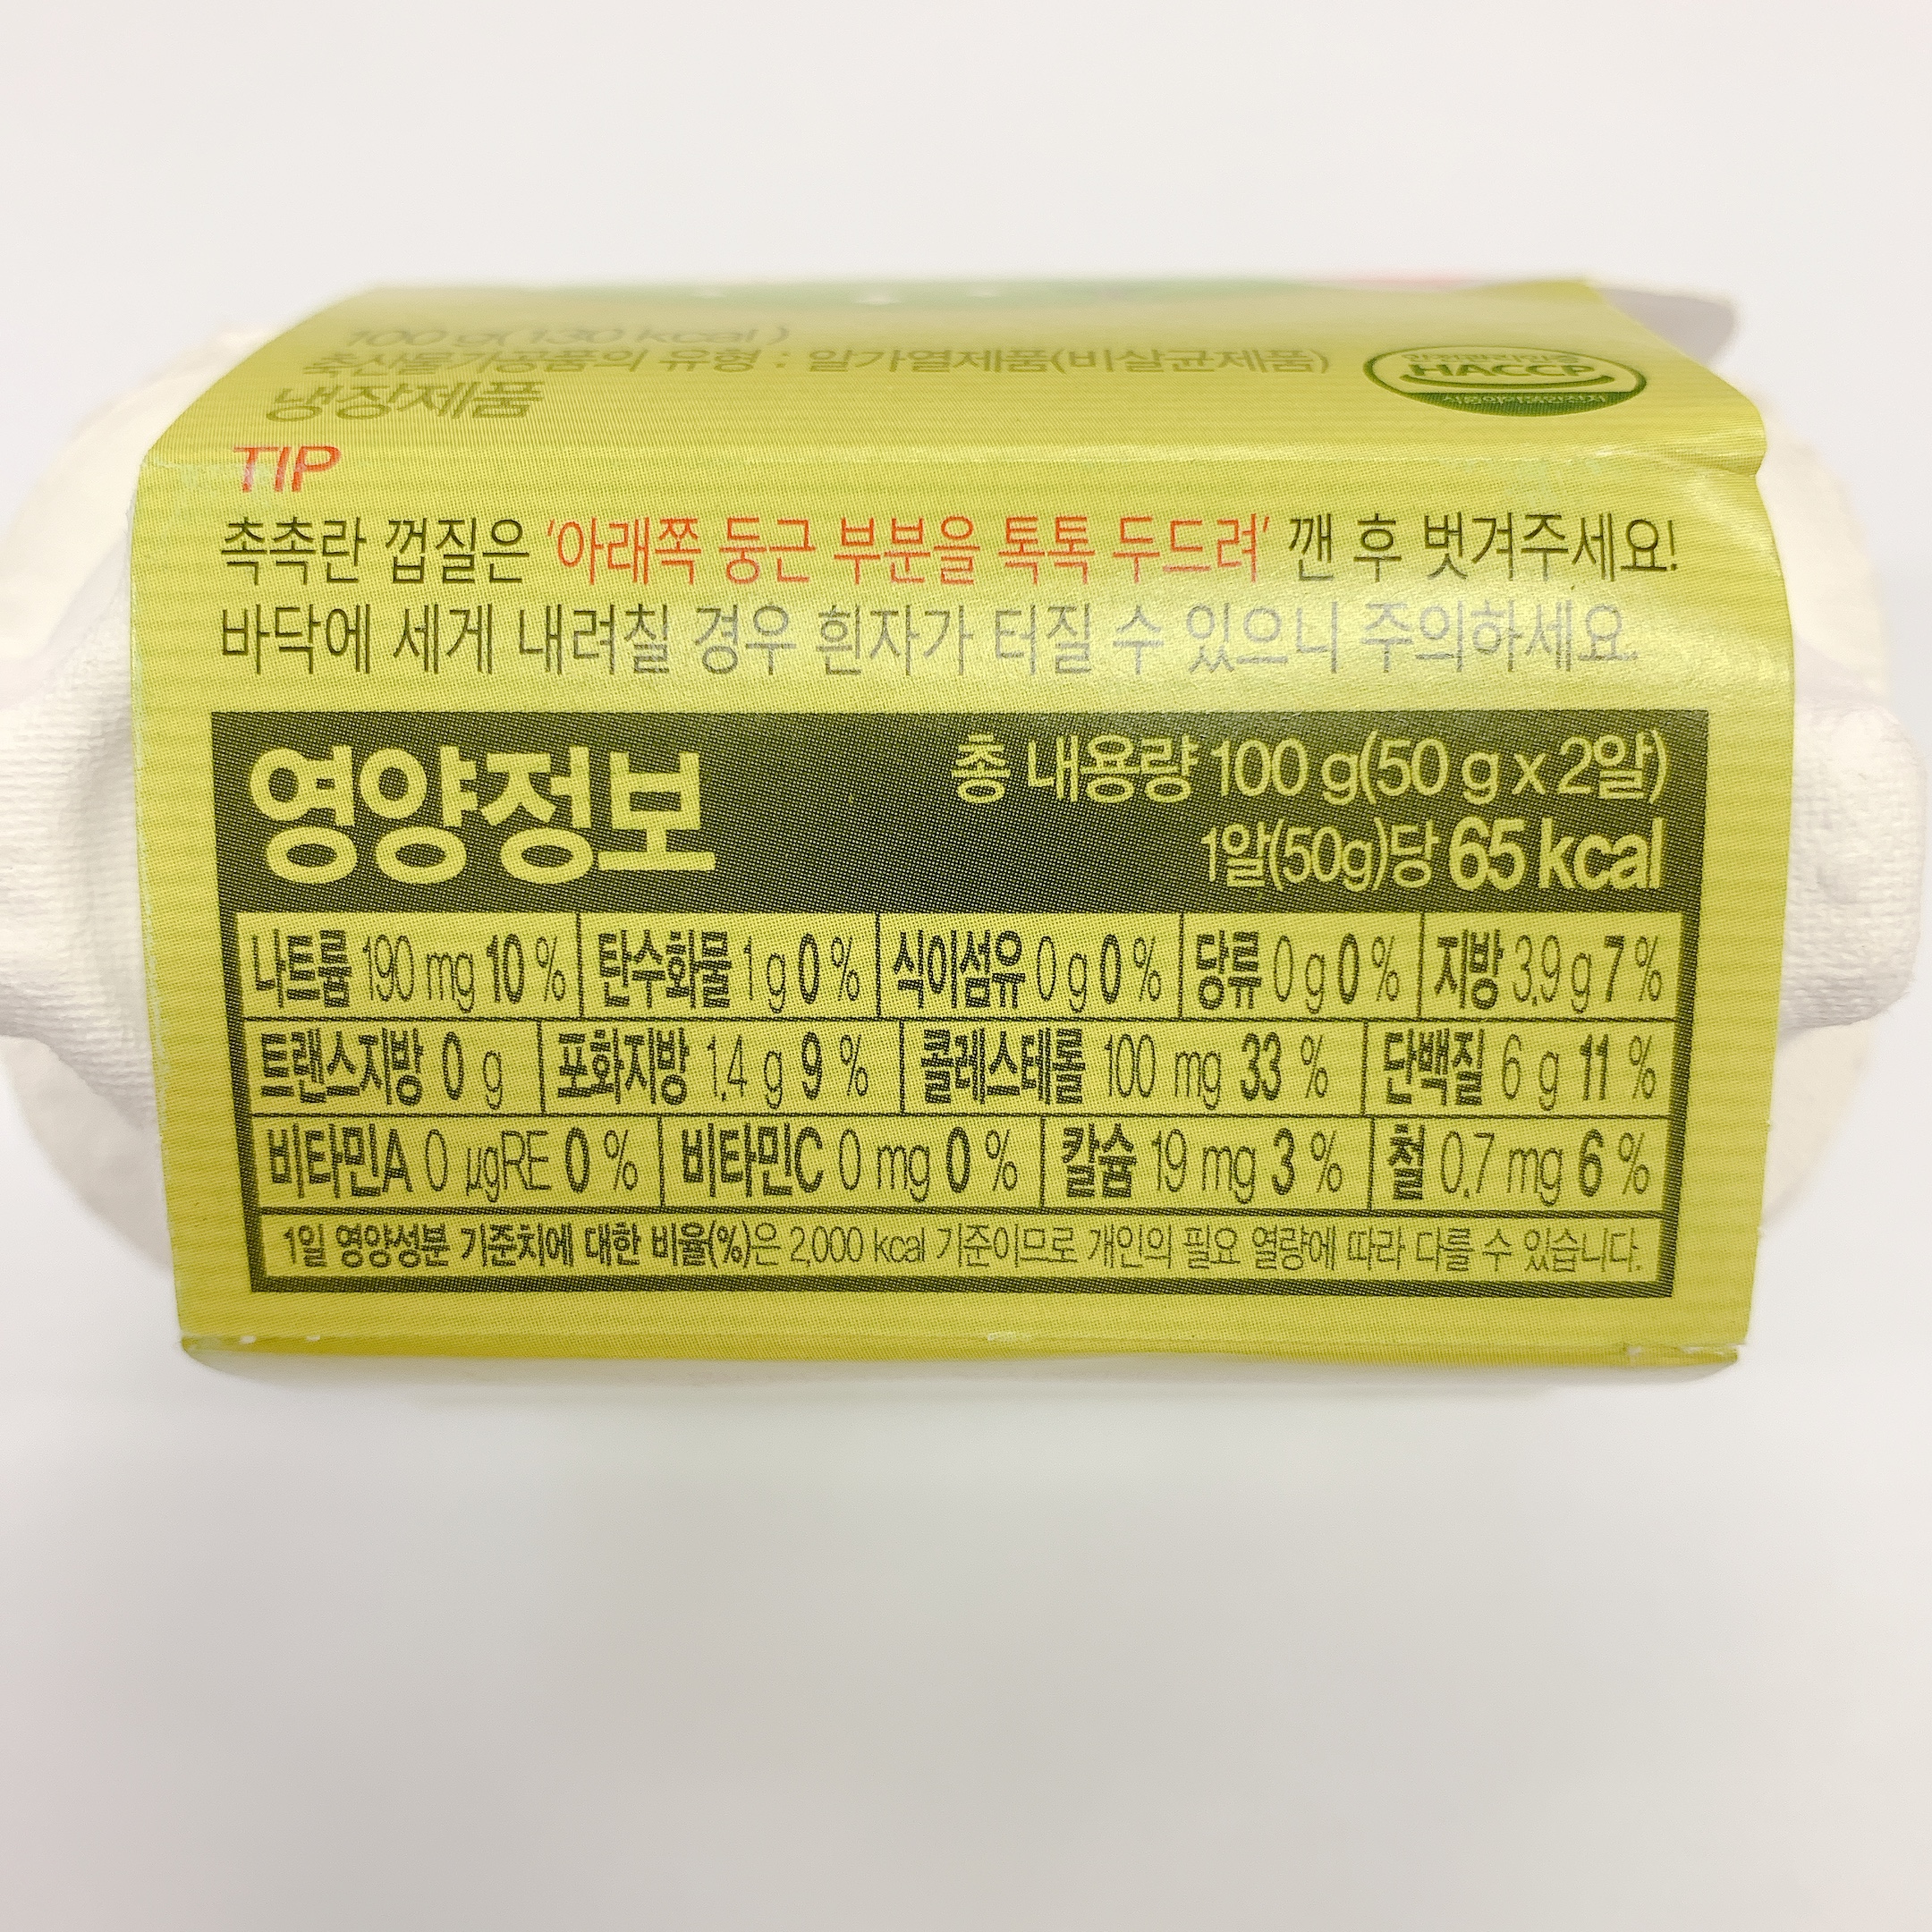 100 g(130 kcal)
축산물가공품의 유형 : 알가열제품(비살균제품)
냉장제품
HACCP
TIP
촉촉란 껍질은 '아래쪽 둥근 부분을 톡톡 두드려' 깬 후 벗겨주세요!
바닥에 세게 내려칠 경우 흰자가 터질 수 있으니 주의하세요.
영양정보
총 내용량 100 g(50 g x 2알)
1알(50g)당 65 kcal
나트륨 190 mg 10 % 탄수화물 1 g 0 % 식이섬유 0 g 0 % 당류 0 g 0 % 지방 3.9 g 7 %
트랜스지방 0 g 포화지방 1.4 g 9 % 콜레스테롤 100 mg 33 % 단백질 6 g 11 %
비타민A 0 µgRE 0 % 비타민C 0 mg 0 % 칼슘 19 mg 3 % 철 0.7 mg 6 %
1일 영양성분 기준치에 대한 비율(%)은 2,000 kcal 기준이므로 개인의 필요 열량에 따라 다를 수 있습니다.